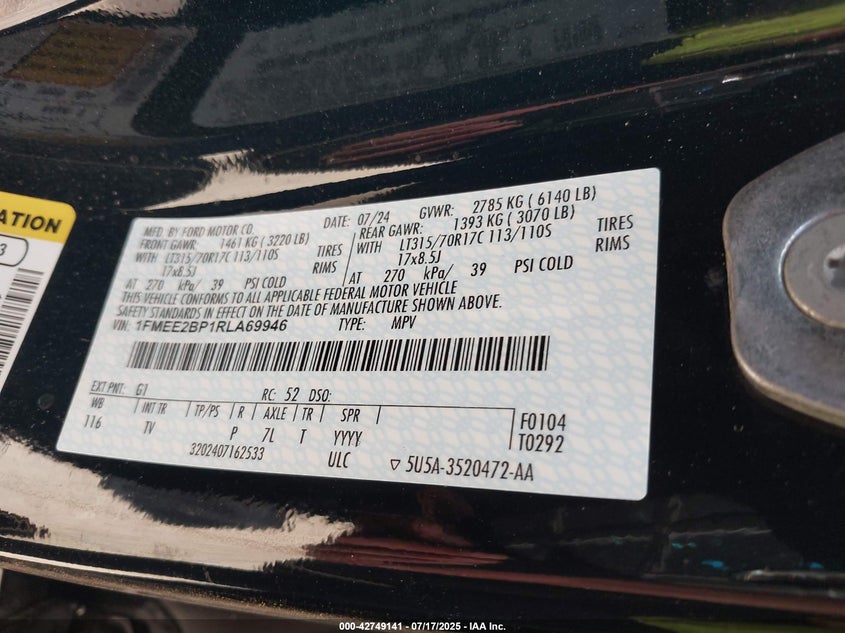 ATION
3
MFD. BY FORD MOTOR CO.
DATE: 07/24
GVWR: 2785 KG ( 6140 LB)
FRONT GAWR: 1461 KG ( 3220 LB)
REAR GAWR: 1393 KG ( 3070 LB)
WITH LT315/70R17C 113/110S TIRES
WITH LT315/70R17C 113/110S TIRES
17x8.5J RIMS
17x8.5J RIMS
AT 270 kPa/ 39 PSI COLD
AT 270 kPa/ 39 PSI COLD
THIS VEHICLE CONFORMS TO ALL APPLICABLE FEDERAL MOTOR VEHICLE
SAFETY STANDARDS IN EFFECT ON THE DATE OF MANUFACTURE SHOWN ABOVE.
VIN: 1FMEE2BP1RLA69946 TYPE: MPV
EXT PNT: G1 RC: 52 DSO:
WB INT TR TP/PS R AXLE TR SPR
116 TV P 7L T YYYY
F0104
T0292
3202407162533 ULC ▽ 5U5A-3520472-AA
000-42749141 / 07/17/2025 – IAA Inc.